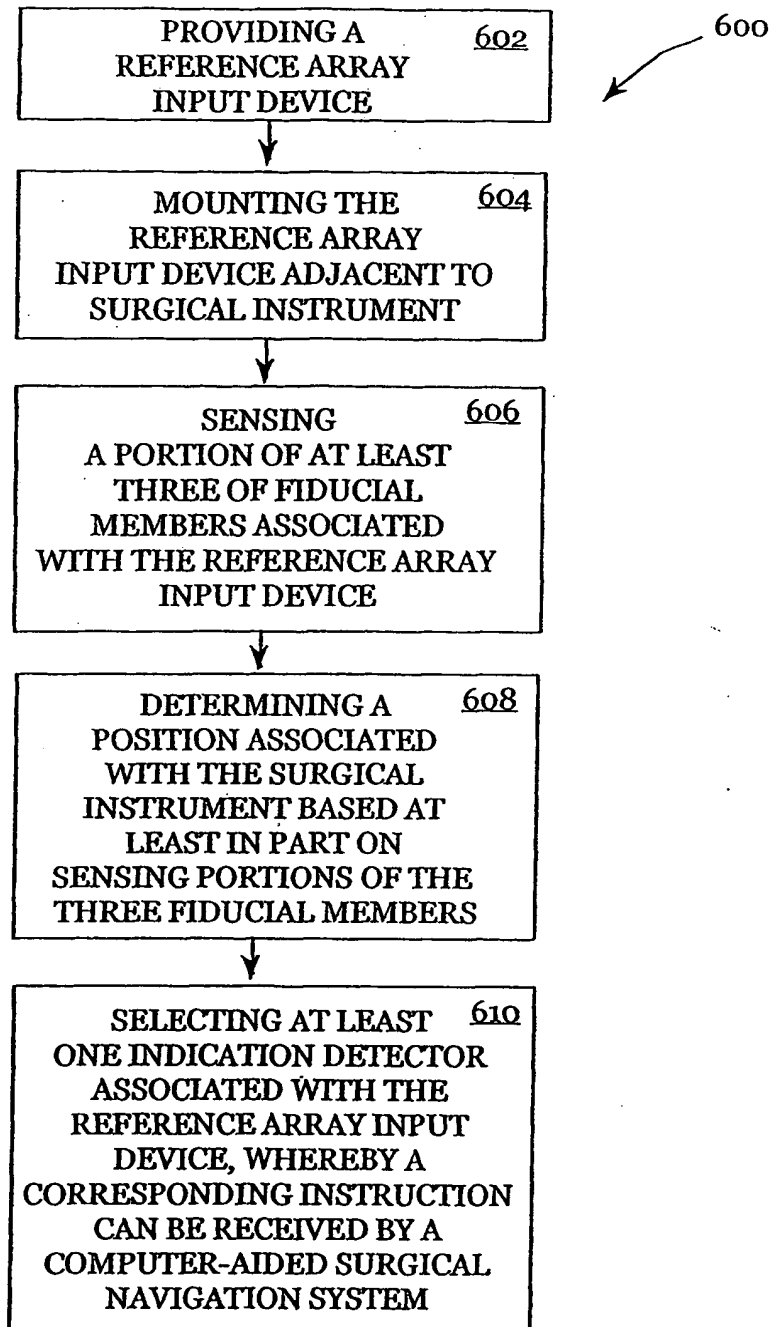 600
PROVIDING A 602
REFERENCE ARRAY
INPUT DEVICE
MOUNTING THE 604
REFERENCE ARRAY
INPUT DEVICE ADJACENT TO
SURGICAL INSTRUMENT
SENSING 606
A PORTION OF AT LEAST
THREE OF FIDUCIAL
MEMBERS ASSOCIATED
WITH THE REFERENCE ARRAY
INPUT DEVICE
DETERMINING A 608
POSITION ASSOCIATED
WITH THE SURGICAL
INSTRUMENT BASED AT
LEAST IN PART ON
SENSING PORTIONS OF THE
THREE FIDUCIAL MEMBERS
SELECTING AT LEAST 610
ONE INDICATION DETECTOR
ASSOCIATED WITH THE
REFERENCE ARRAY INPUT
DEVICE, WHEREBY A
CORRESPONDING INSTRUCTION
CAN BE RECEIVED BY A
COMPUTER-AIDED SURGICAL
NAVIGATION SYSTEM